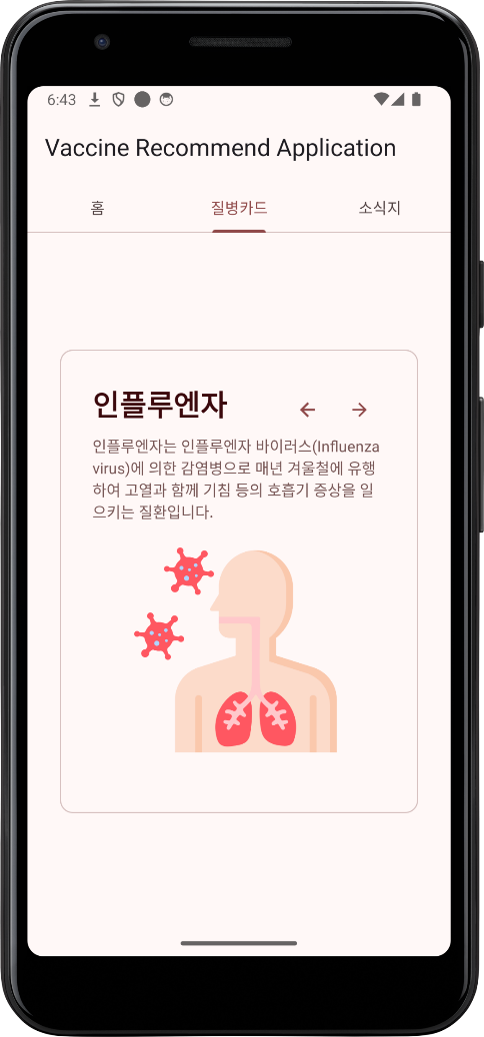 6:43
Vaccine Recommend Application
홈 질병카드 소식지
인플루엔자
인플루엔자는 인플루엔자 바이러스(Influenza
virus)에 의한 감염병으로 매년 겨울철에 유행
하여 고열과 함께 기침 등의 호흡기 증상을 일
으키는 질환입니다.